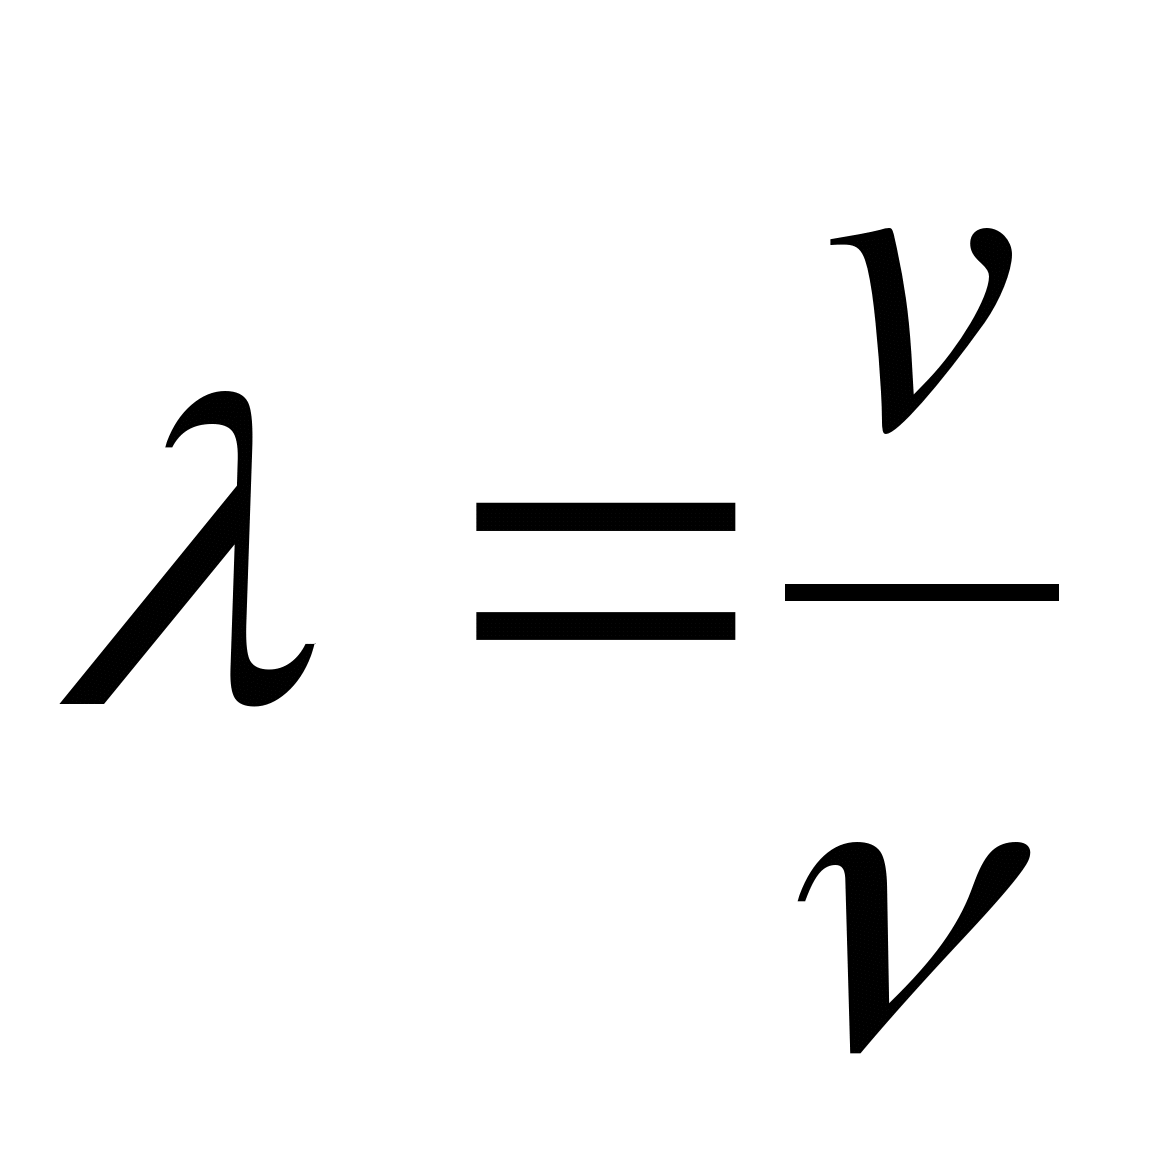 λ = v/ν